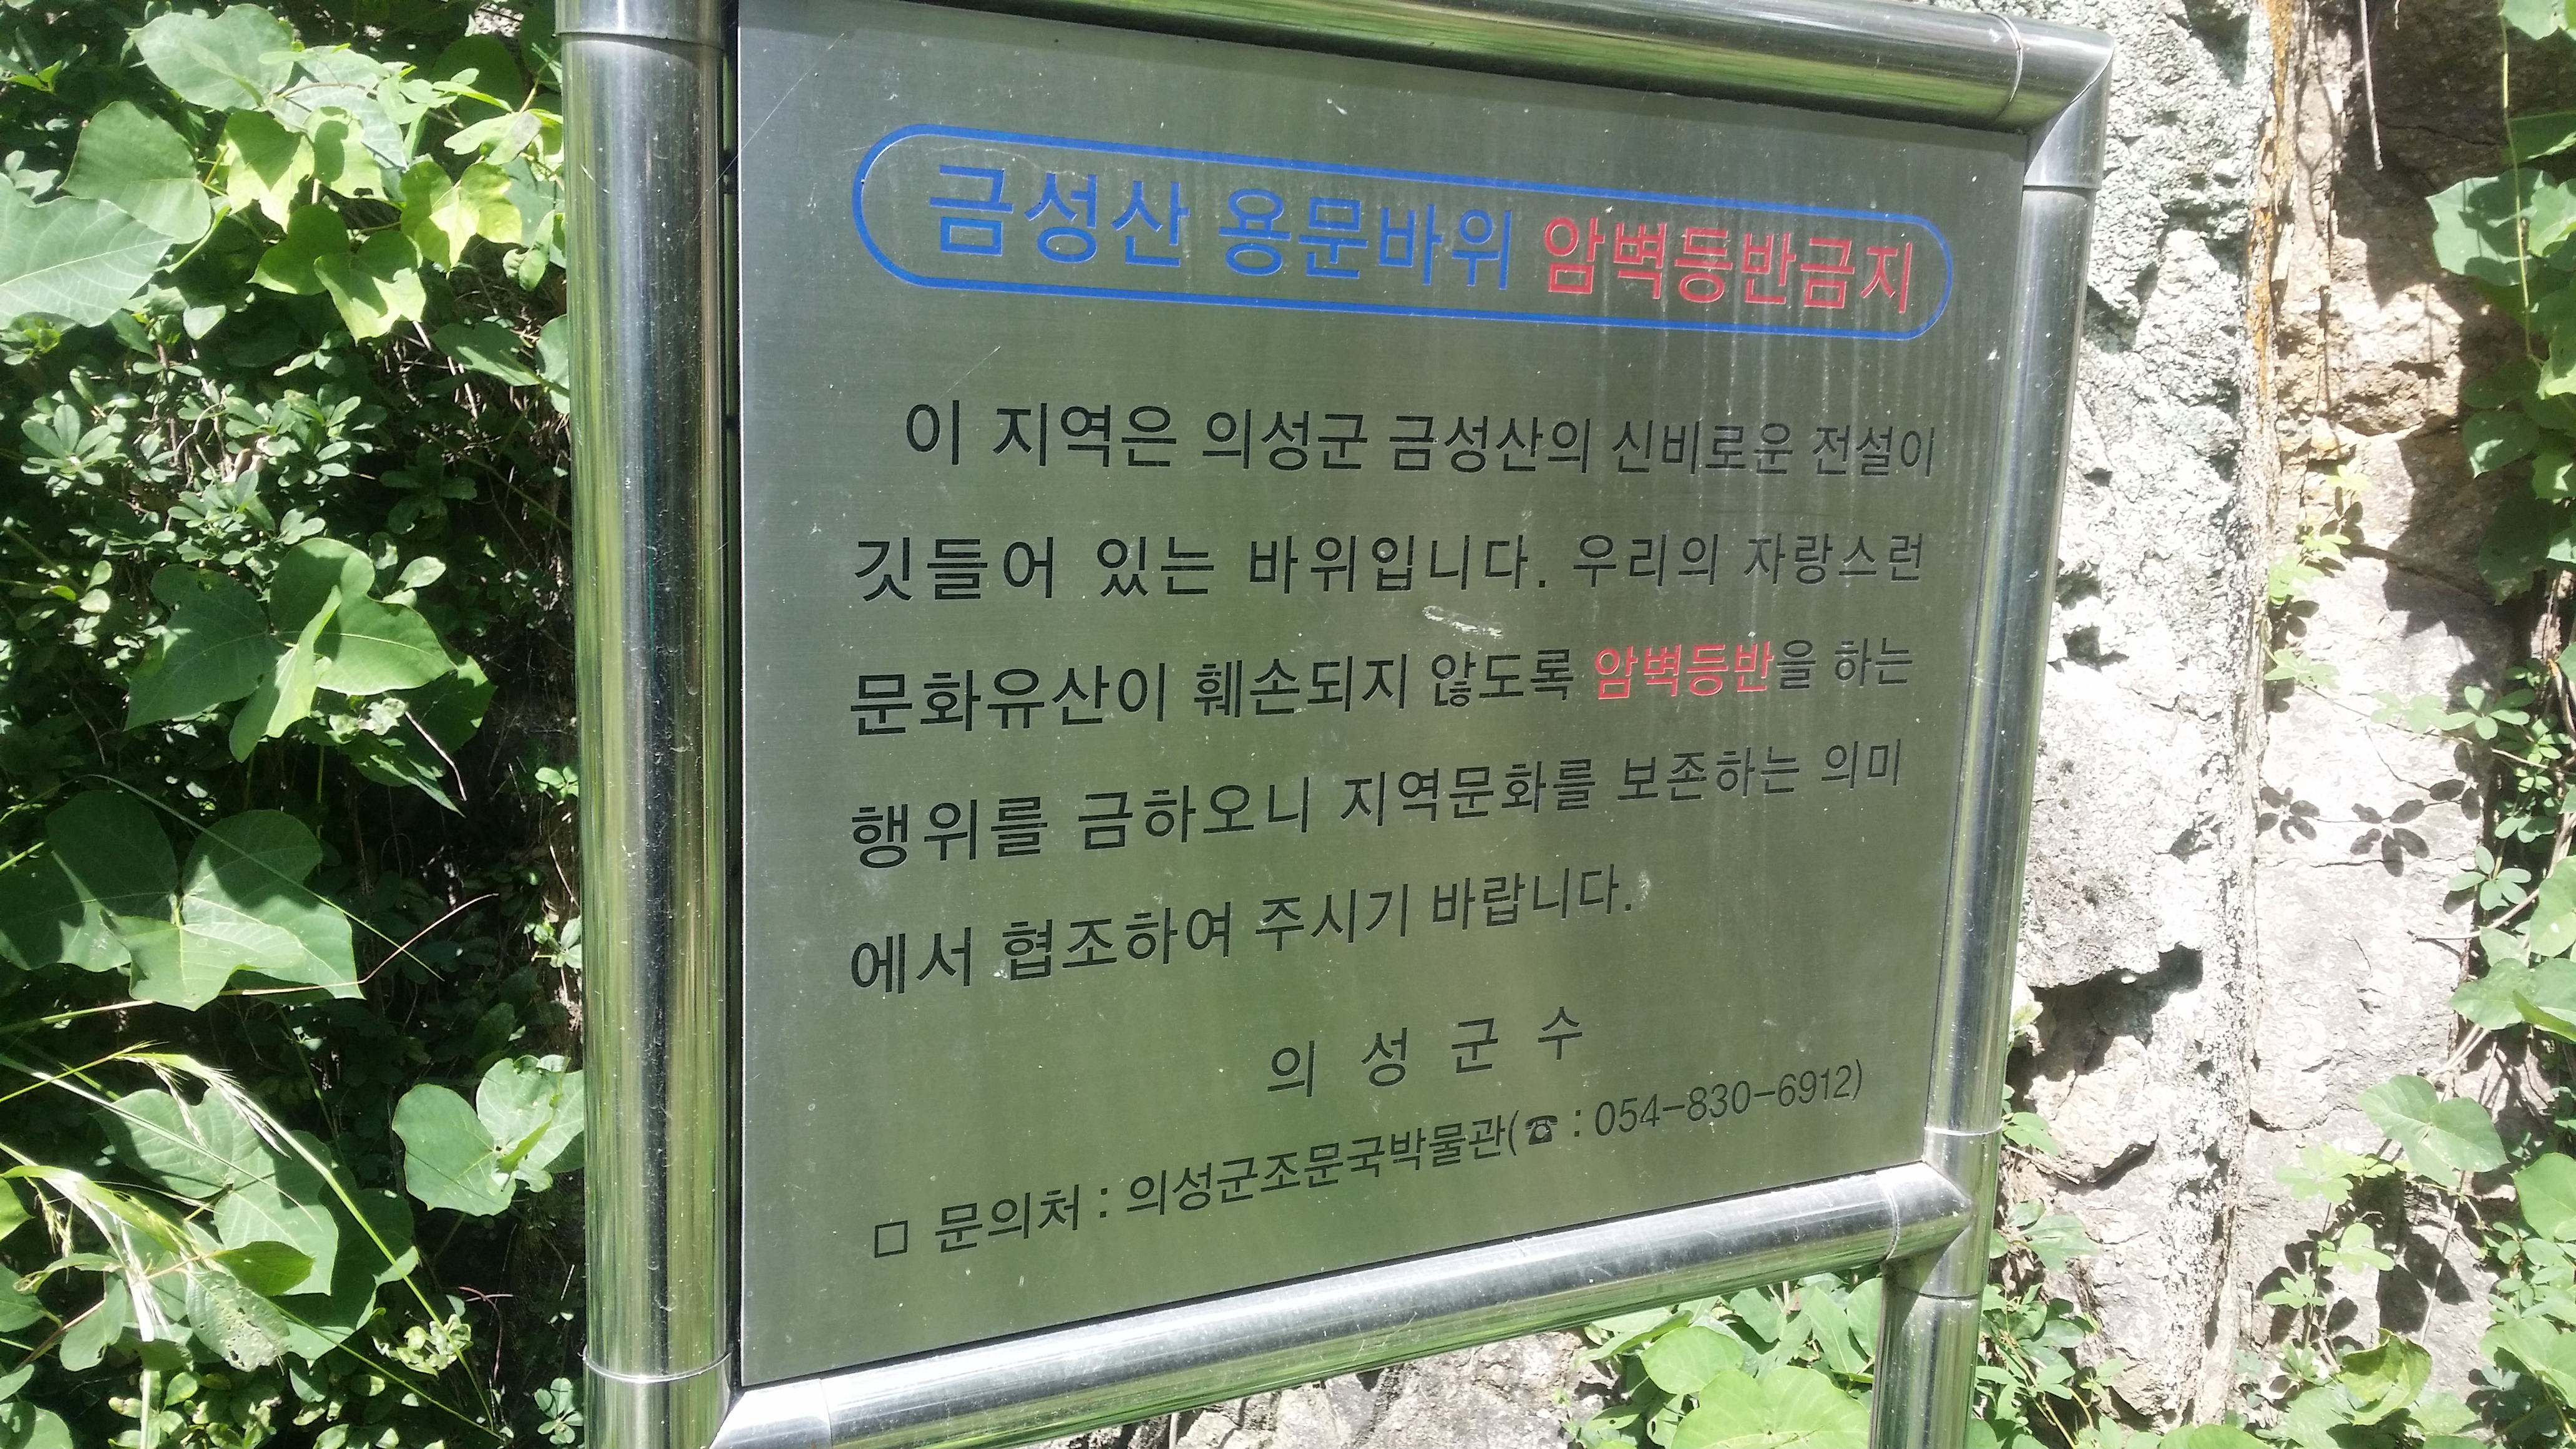 금성산 용문바위 암벽등반금지
이 지역은 의성군 금성산의 신비로운 전설이
깃들어 있는 바위입니다. 우리의 자랑스런
문화유산이 훼손되지 않도록 암벽등반을 하는
행위를 금하오니 지역문화를 보존하는 의미
에서 협조하여 주시기 바랍니다.
의 성 군 수
□ 문의처 : 의성군조문국박물관(☎ : 054-830-6912)